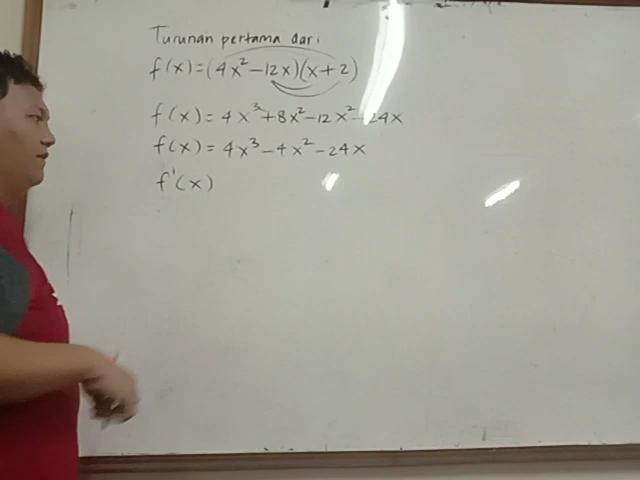 Turunan pertama dari
f(x)=(4x²-12x)(x+2)
f(x)=4x³+8x²-12x²-24x
f(x)=4x³-4x²-24x
f'(x)